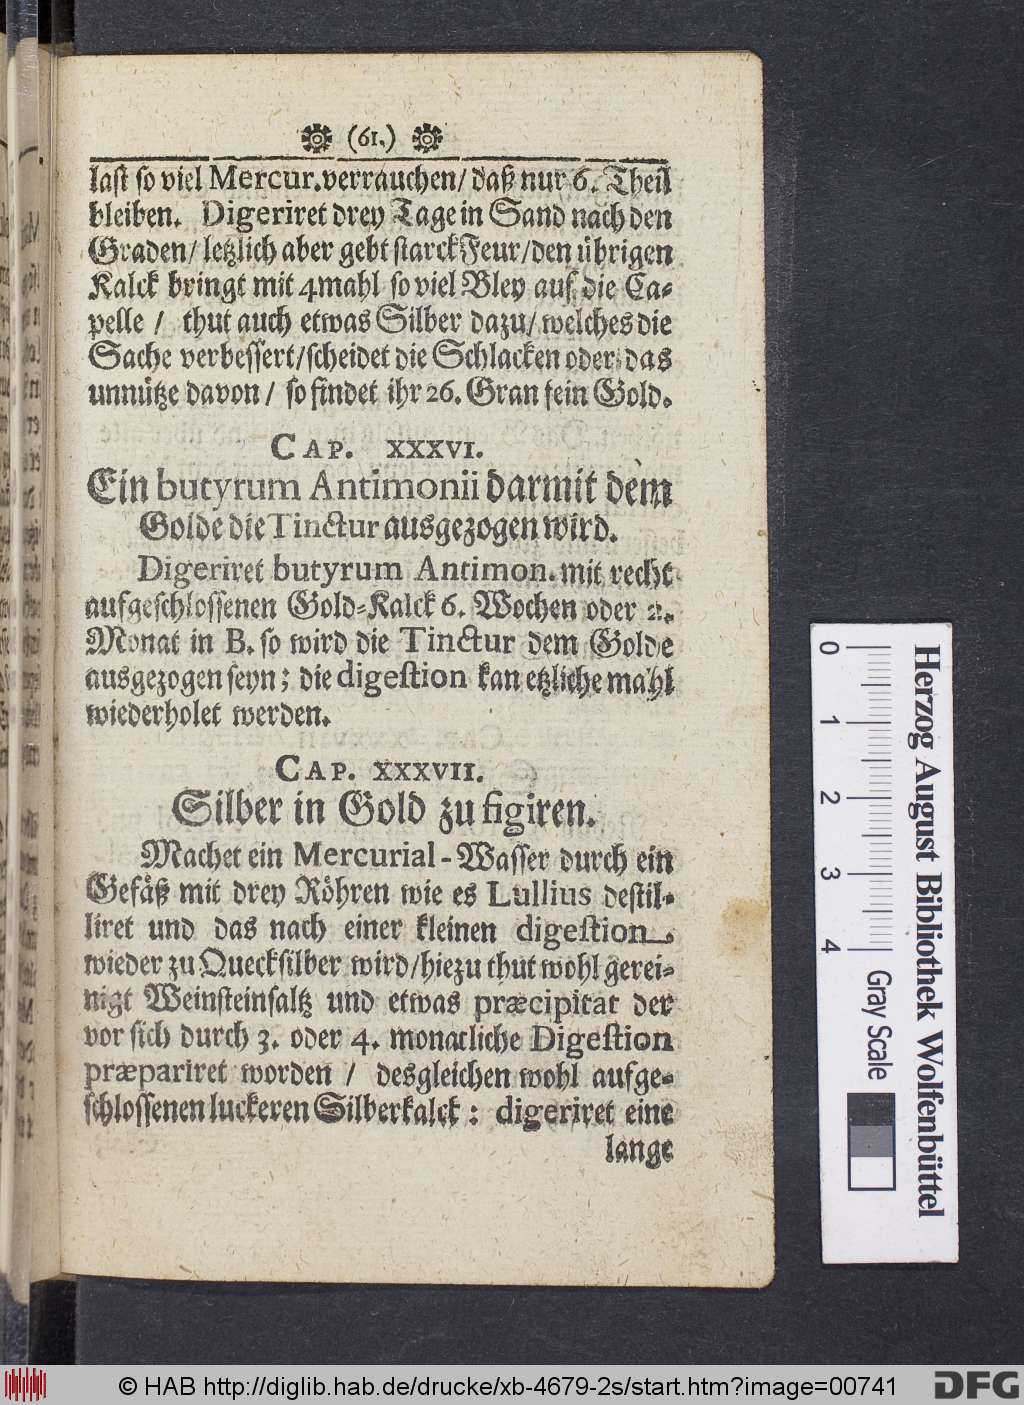 (61.)
last so viel Mercur. verrauchen / daß nur 6. Theil
bleiben. Digeriret drey Tage in Sand nach den
Graden / letzlich aber gebt starck Feur / den übrigen
Kalck bringt mit 4mahl so viel Bley auf die Ca-
pelle / thut auch etwas Silber dazu / welches die
Sache verbessert / scheidet die Schlacken oder das
unnütze davon / so findet ihr 26. Gran fein Gold.
CAP. XXXVI.
Ein butyrum Antimonii darmit dem
Golde die Tinctur ausgezogen wird.
Digeriret butyrum Antimon. mit recht
aufgeschlossenen Gold-Kalck 6. Wochen oder 2.
Monat in B. so wird die Tinctur dem Golde
ausgezogen seyn; die digestion kan etzliche mahl
wiederholet werden.
CAP. XXXVII.
Silber in Gold zu figiren.
Machet ein Mercurial-Wasser durch ein
Gefäß mit drey Röhren wie es Lullius destil-
liret und das nach einer kleinen digestion
wieder zu Quecksilber wird / hiezu thut wohl gerei-
nigt Weinsteinsaltz und etwas præcipitat der
vor sich durch 3. oder 4. monatliche Digestion
præpariret worden / desgleichen wohl aufge-
schlossenen luckeren Silberkalck: digeriret eine
lange
0 1 2 3 4
Herzog August Bibliothek Wolfenbüttel
Gray Scale
© HAB http://diglib.hab.de/drucke/xb-4679-2s/start.htm?image=00741
DFG